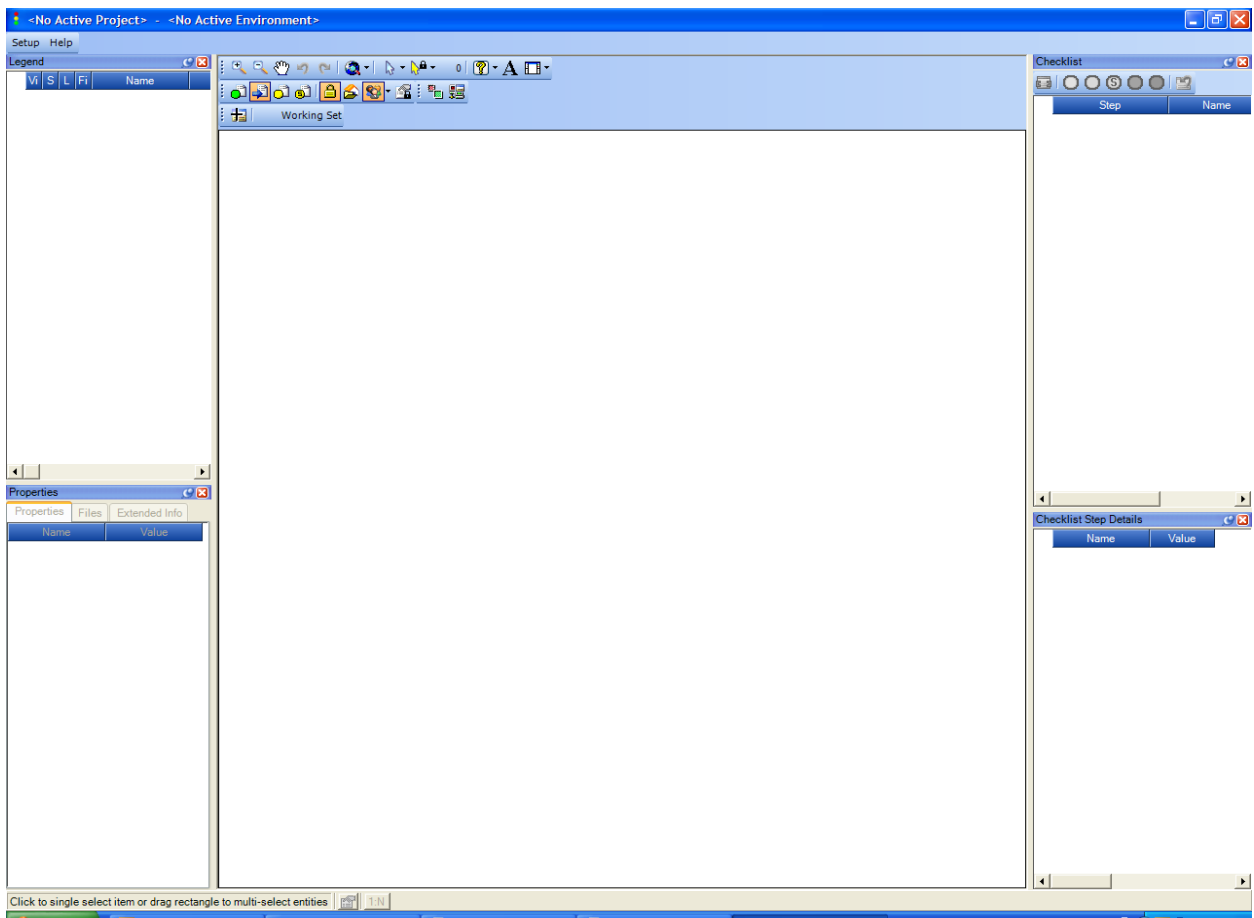 <No Active Project> - <No Active Environment>
Setup Help
Legend
Vi S L Fi Name
0
A
Working Set
Checklist
S
Step Name
Properties
Properties Files Extended Info
Name Value
Checklist Step Details
Name Value
Click to single select item or drag rectangle to multi-select entities
1:N